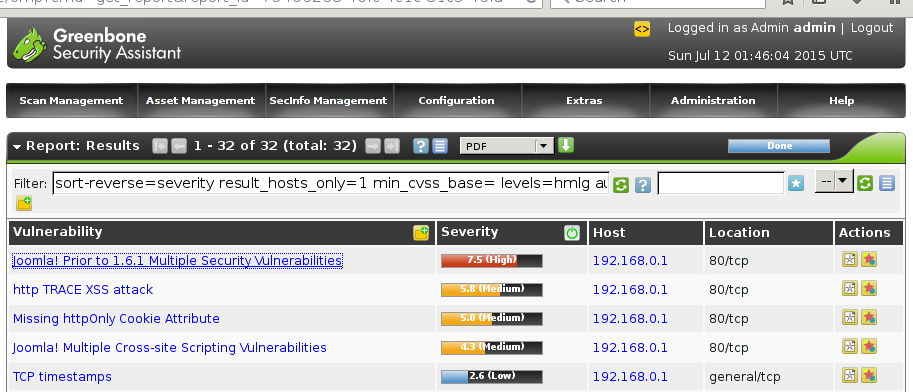 Greenbone
Security Assistant
Logged in as Admin admin | Logout
Sun Jul 12 01:46:04 2015 UTC
Scan Management Asset Management SecInfo Management Configuration Extras Administration Help
Report: Results 1 - 32 of 32 (total: 32) PDF Done
Filter: sort-reverse=severity result_hosts_only=1 min_cvss_base= levels=hmlg --
Vulnerability Severity Host Location Actions
Joomla! Prior to 1.6.1 Multiple Security Vulnerabilities 7.5 (High) 192.168.0.1 80/tcp
http TRACE XSS attack 5.8 (Medium) 192.168.0.1 80/tcp
Missing httpOnly Cookie Attribute 5.0 (Medium) 192.168.0.1 80/tcp
Joomla! Multiple Cross-site Scripting Vulnerabilities 4.3 (Medium) 192.168.0.1 80/tcp
TCP timestamps 2.6 (Low) 192.168.0.1 general/tcp